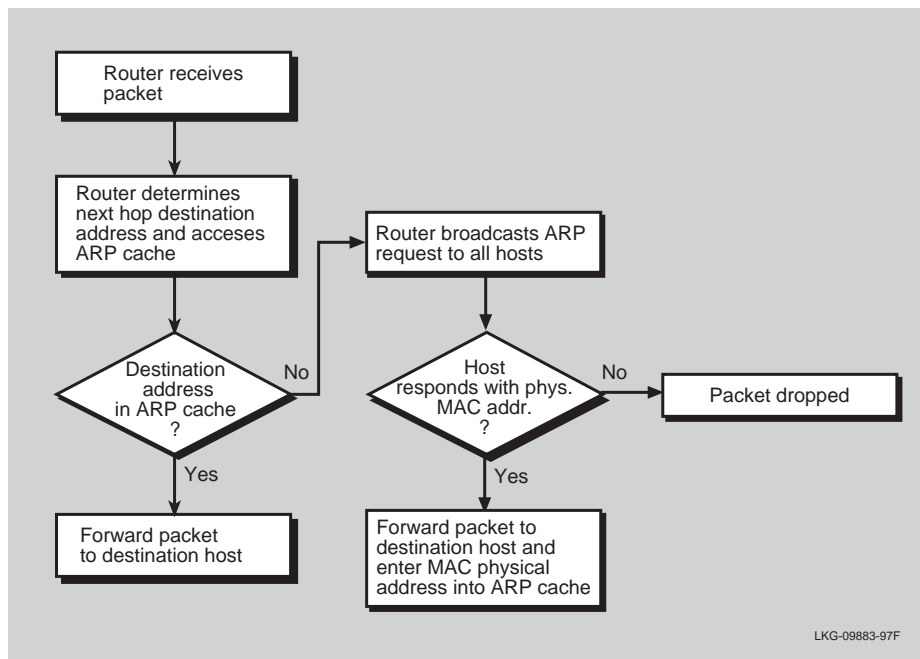 Router receives
packet
Router determines
next hop destination
address and acceses
ARP cache
Destination
address
in ARP cache
?
No
Yes
Forward packet
to destination host
Router broadcasts ARP
request to all hosts
Host
responds with phys.
MAC addr.
?
No
Packet dropped
Yes
Forward packet to
destination host and
enter MAC physical
address into ARP cache
LKG-09883-97F